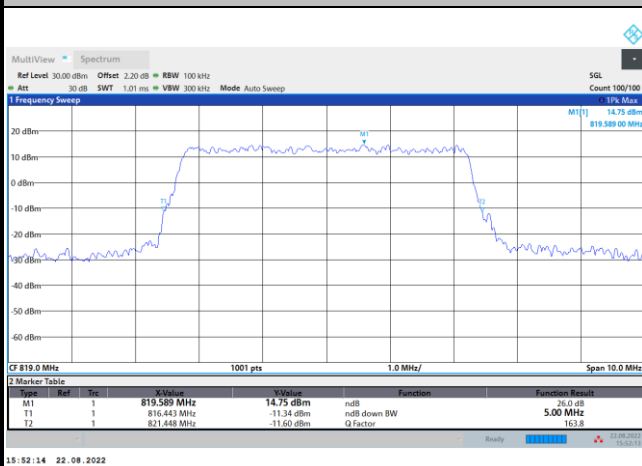 MultiView Spectrum
Ref Level 30.00 dBm Offset 2.20 dB RBW 100 kHz SGL
Att 30 dB SWT 1.01 ms VBW 300 kHz Mode Auto Sweep Count 100/100
1 Frequency Sweep 1Pk Max
M1[1] 14.75 dBm
819.589 00 MHz
M1
20 dBm
10 dBm
0 dBm
T1 T2
-10 dBm
-20 dBm
-30 dBm
-40 dBm
-50 dBm
-60 dBm
CF 819.0 MHz 1001 pts 1.0 MHz/ Span 10.0 MHz
2 Marker Table
Type Ref Trc X-Value Y-Value Function Function Result
M1 1 819.589 MHz 14.75 dBm ndB 26.0 dB
T1 1 816.443 MHz -11.34 dBm ndB down BW 5.00 MHz
T2 1 821.448 MHz -11.60 dBm Q Factor 163.8
Ready 22.08.2022
15:52:13
15:52:14 22.08.2022